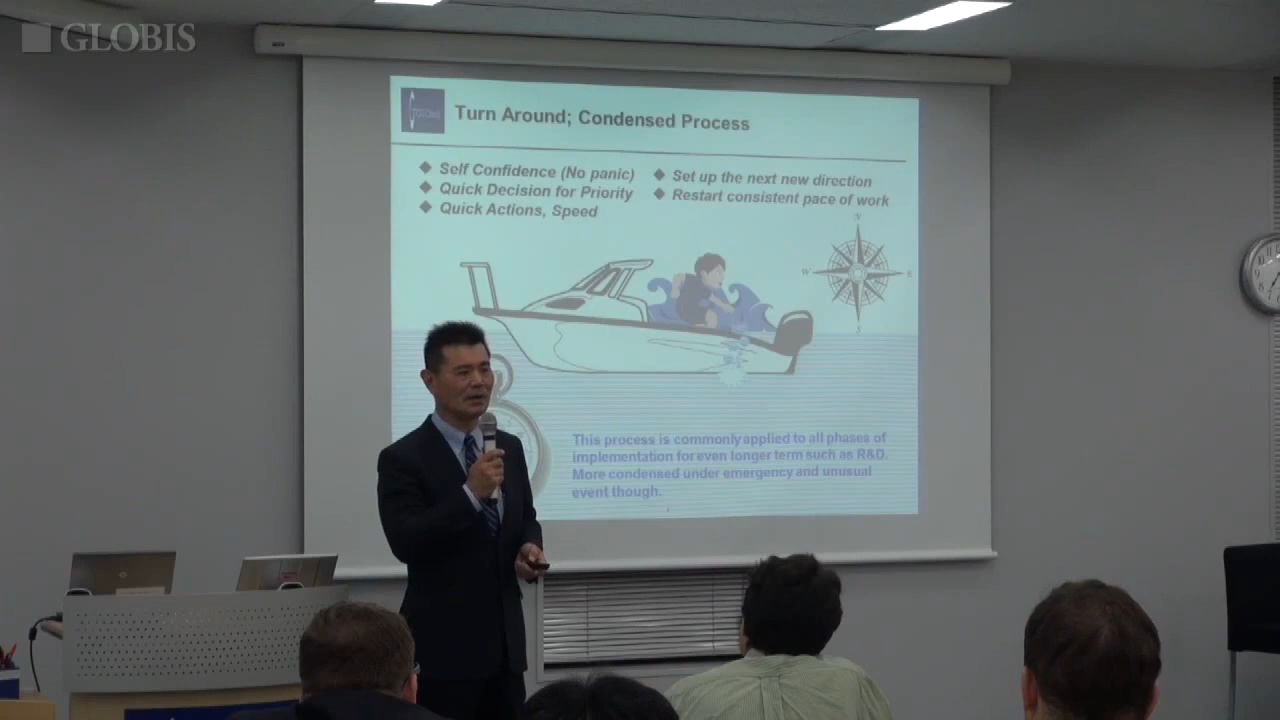 GLOBIS
Turn Around; Condensed Process
Self Confidence (No panic)
Quick Decision for Priority
Quick Actions, Speed
Set up the next new direction
Restart consistent pace of work
N
W
E
S
This process is commonly applied to all phases of
implementation for even longer term such as R&D.
More condensed under emergency and unusual
event though.